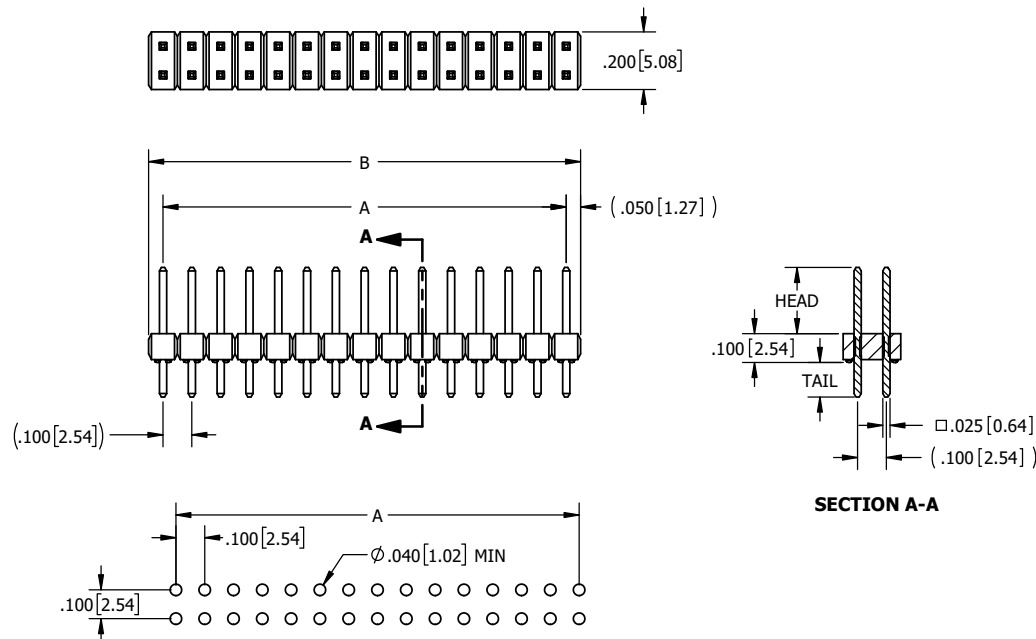 .200[5.08]
B
A
(.050[1.27])
A
HEAD
.100[2.54]
TAIL
A
(.100[2.54])
□.025[0.64]
(.100[2.54])
SECTION A-A
A
.100[2.54]
∅.040[1.02] MIN
.100[2.54]